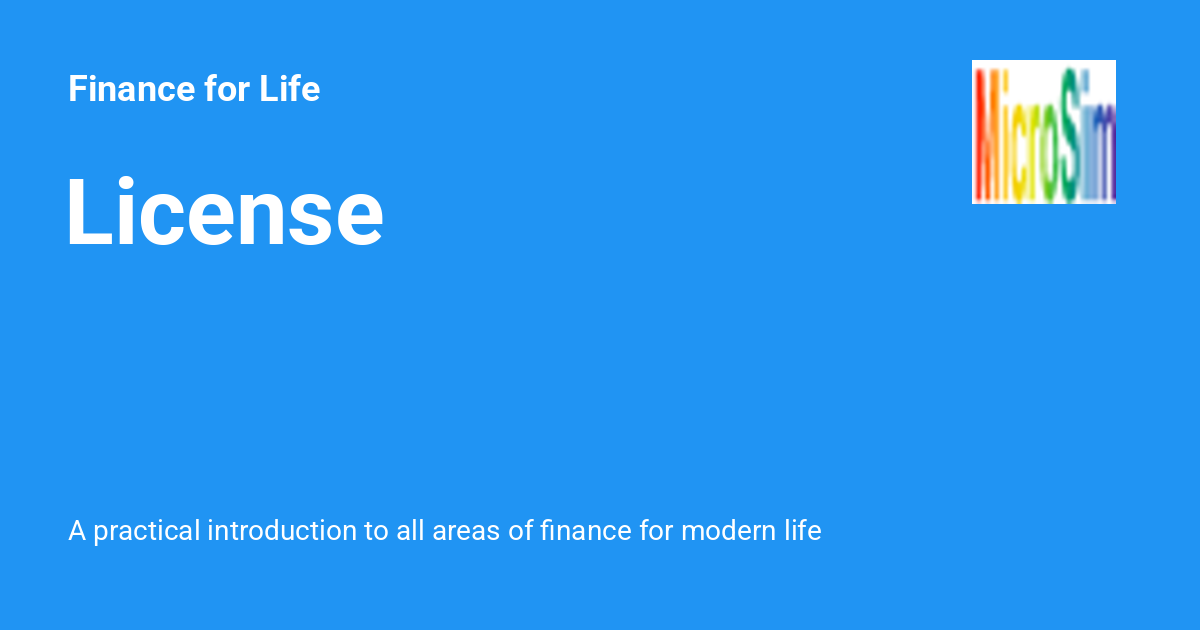 Finance for Life
MicroSim
License
A practical introduction to all areas of finance for modern life